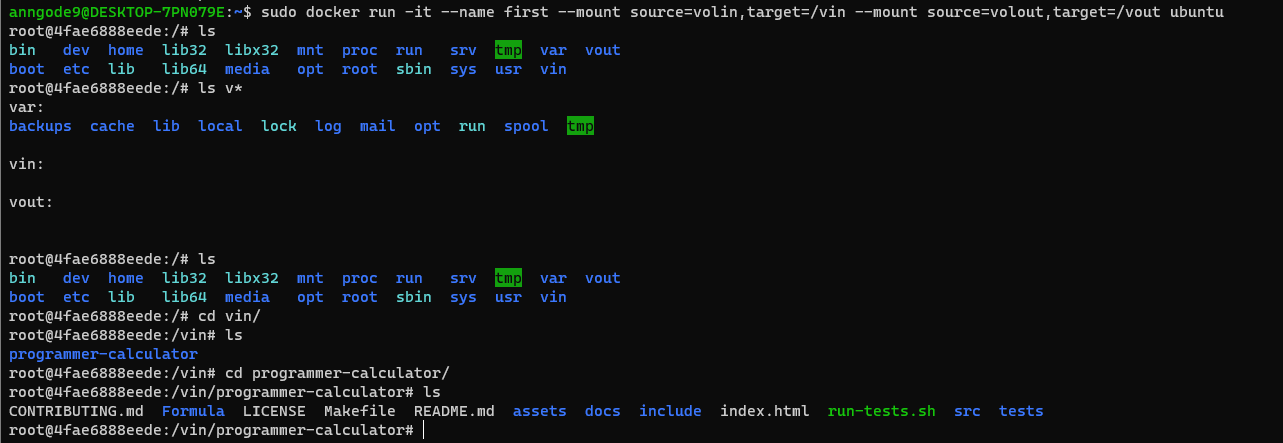 anngode9@DESKTOP-7PN079E:~$ sudo docker run -it --name first --mount source=volin,target=/vin --mount source=volout,target=/vout ubuntu
root@4fae6888eede:/# ls
bin   dev  home  lib32  libx32  mnt  proc  run   srv  tmp  var  vout
boot  etc  lib   lib64  media   opt  root  sbin  sys  usr  vin
root@4fae6888eede:/# ls v*
var:
backups  cache  lib  local  lock  log  mail  opt  run  spool  tmp
vin:
vout:
root@4fae6888eede:/# ls
bin   dev  home  lib32  libx32  mnt  proc  run   srv  tmp  var  vout
boot  etc  lib   lib64  media   opt  root  sbin  sys  usr  vin
root@4fae6888eede:/# cd vin/
root@4fae6888eede:/vin# ls
programmer-calculator
root@4fae6888eede:/vin# cd programmer-calculator/
root@4fae6888eede:/vin/programmer-calculator# ls
CONTRIBUTING.md  Formula  LICENSE  Makefile  README.md  assets  docs  include  index.html  run-tests.sh  src  tests
root@4fae6888eede:/vin/programmer-calculator#